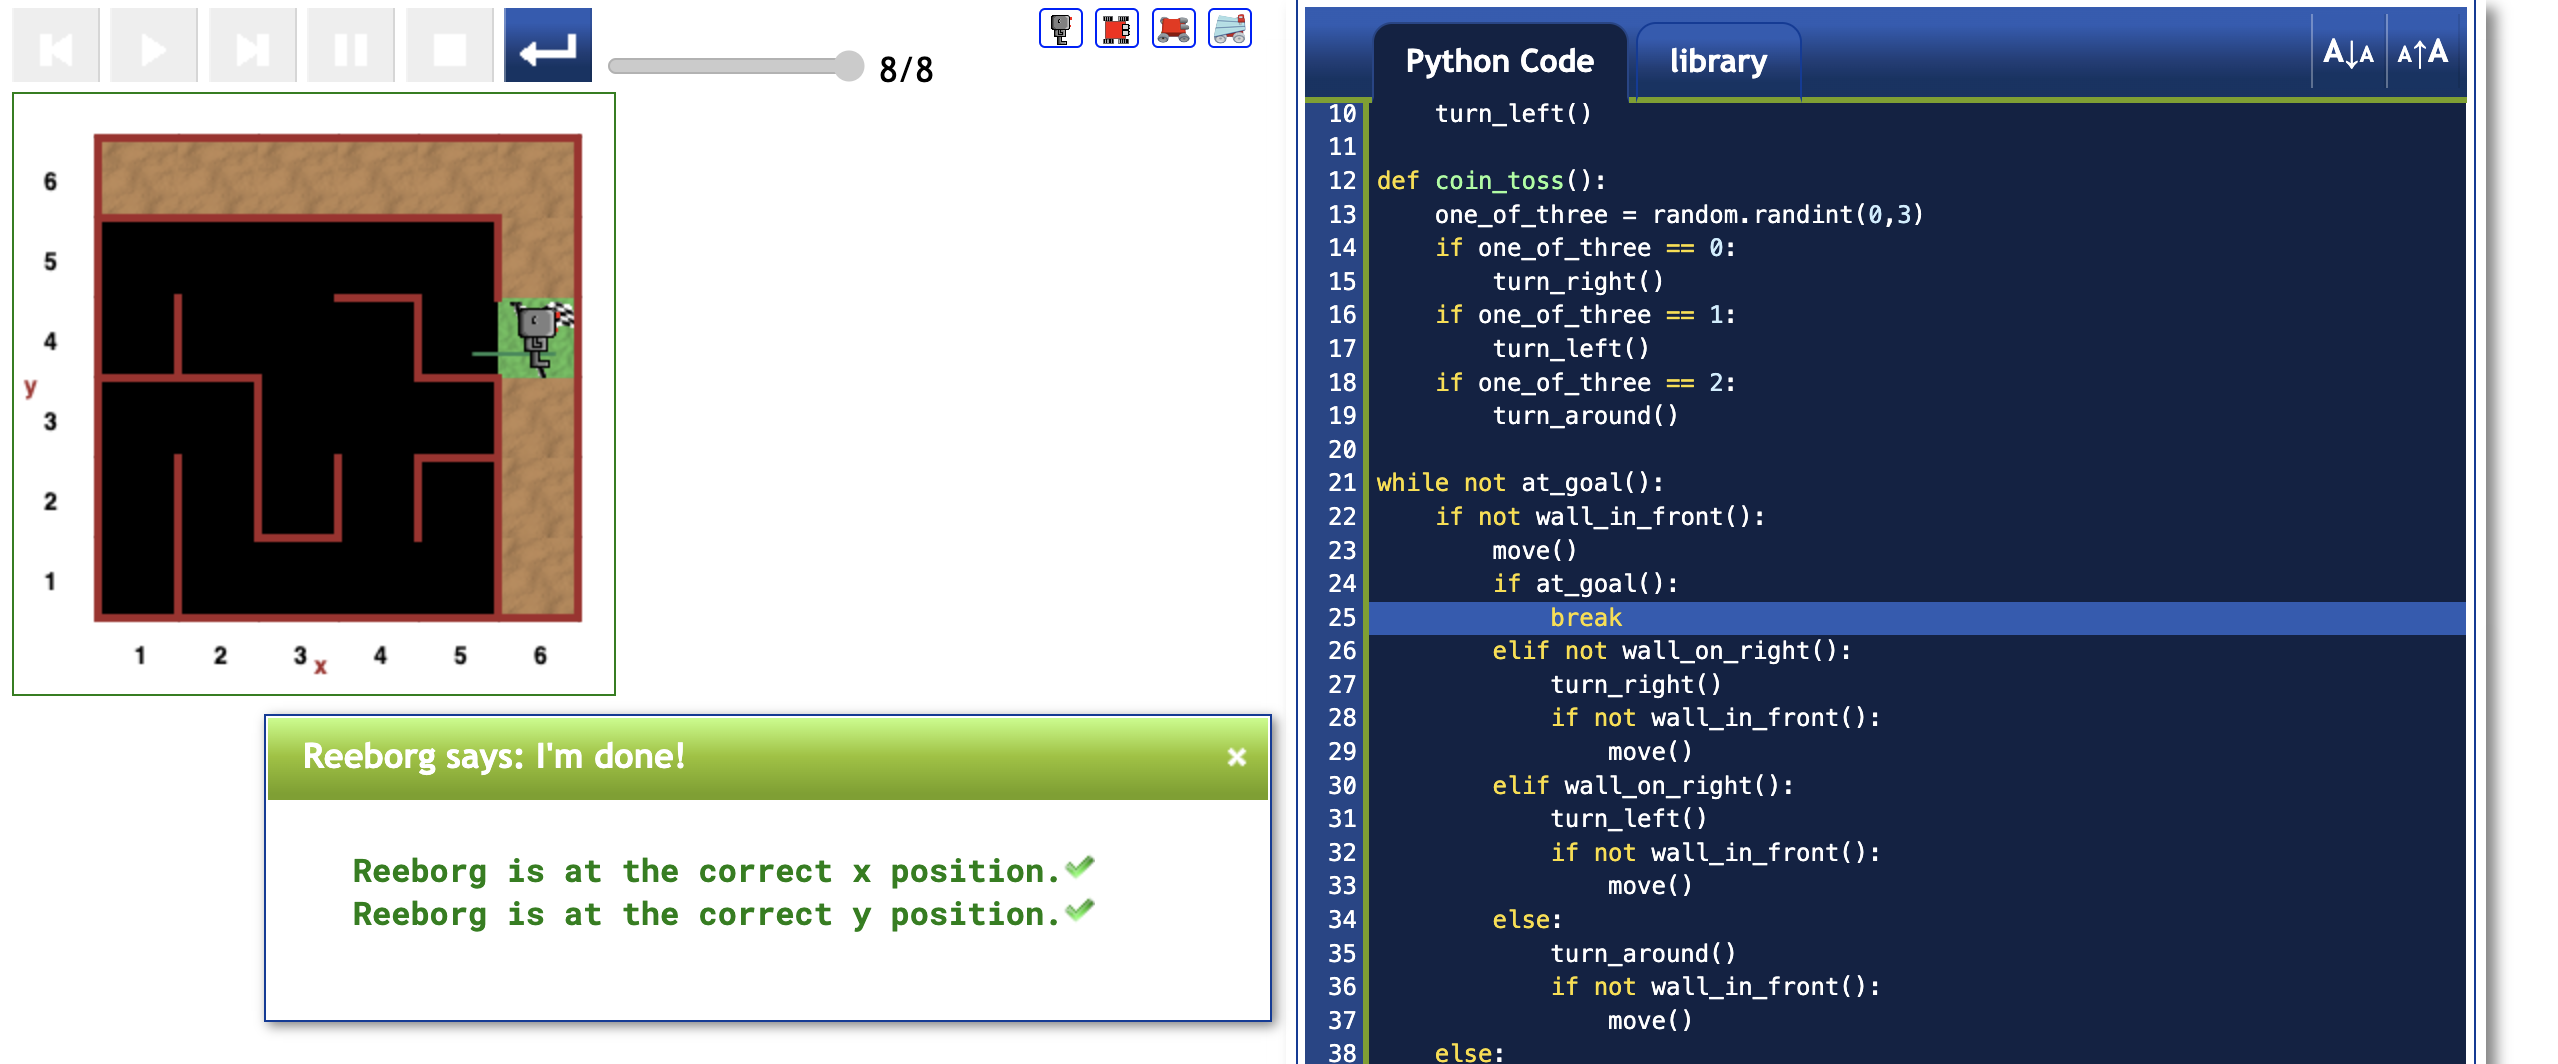 8/8
6
5
4
y
3
2
1
1 2 3 x 4 5 6
Reeborg says: I'm done! ×
Reeborg is at the correct x position.
Reeborg is at the correct y position.
Python Code library A↓A A↑A
10     turn_left()
11
12 def coin_toss():
13     one_of_three = random.randint(0,3)
14     if one_of_three == 0:
15         turn_right()
16     if one_of_three == 1:
17         turn_left()
18     if one_of_three == 2:
19         turn_around()
20
21 while not at_goal():
22     if not wall_in_front():
23         move()
24         if at_goal():
25             break
26         elif not wall_on_right():
27             turn_right()
28             if not wall_in_front():
29                 move()
30         elif wall_on_right():
31             turn_left()
32             if not wall_in_front():
33                 move()
34         else:
35             turn_around()
36             if not wall_in_front():
37                 move()
38     else: